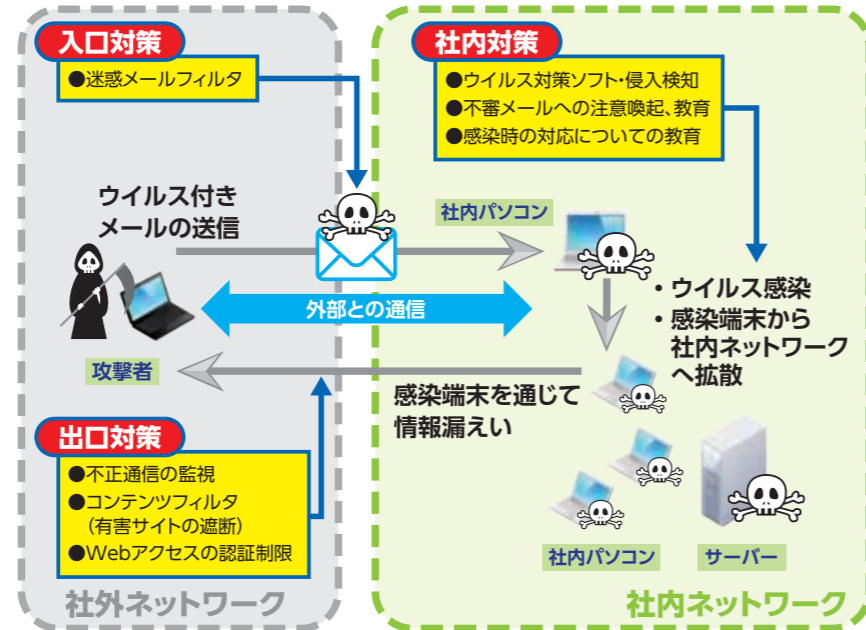 入口対策
●迷惑メールフィルタ
社内対策
●ウイルス対策ソフト・侵入検知
●不審メールへの注意喚起、教育
●感染時の対応についての教育
ウイルス付き
メールの送信
社内パソコン
外部との通信
・ウイルス感染
・感染端末から
社内ネットワーク
へ拡散
攻撃者
感染端末を通じて
情報漏えい
出口対策
●不正通信の監視
●コンテンツフィルタ
(有害サイトの遮断)
●Webアクセスの認証制限
社内パソコン
サーバー
社外ネットワーク
社内ネットワーク